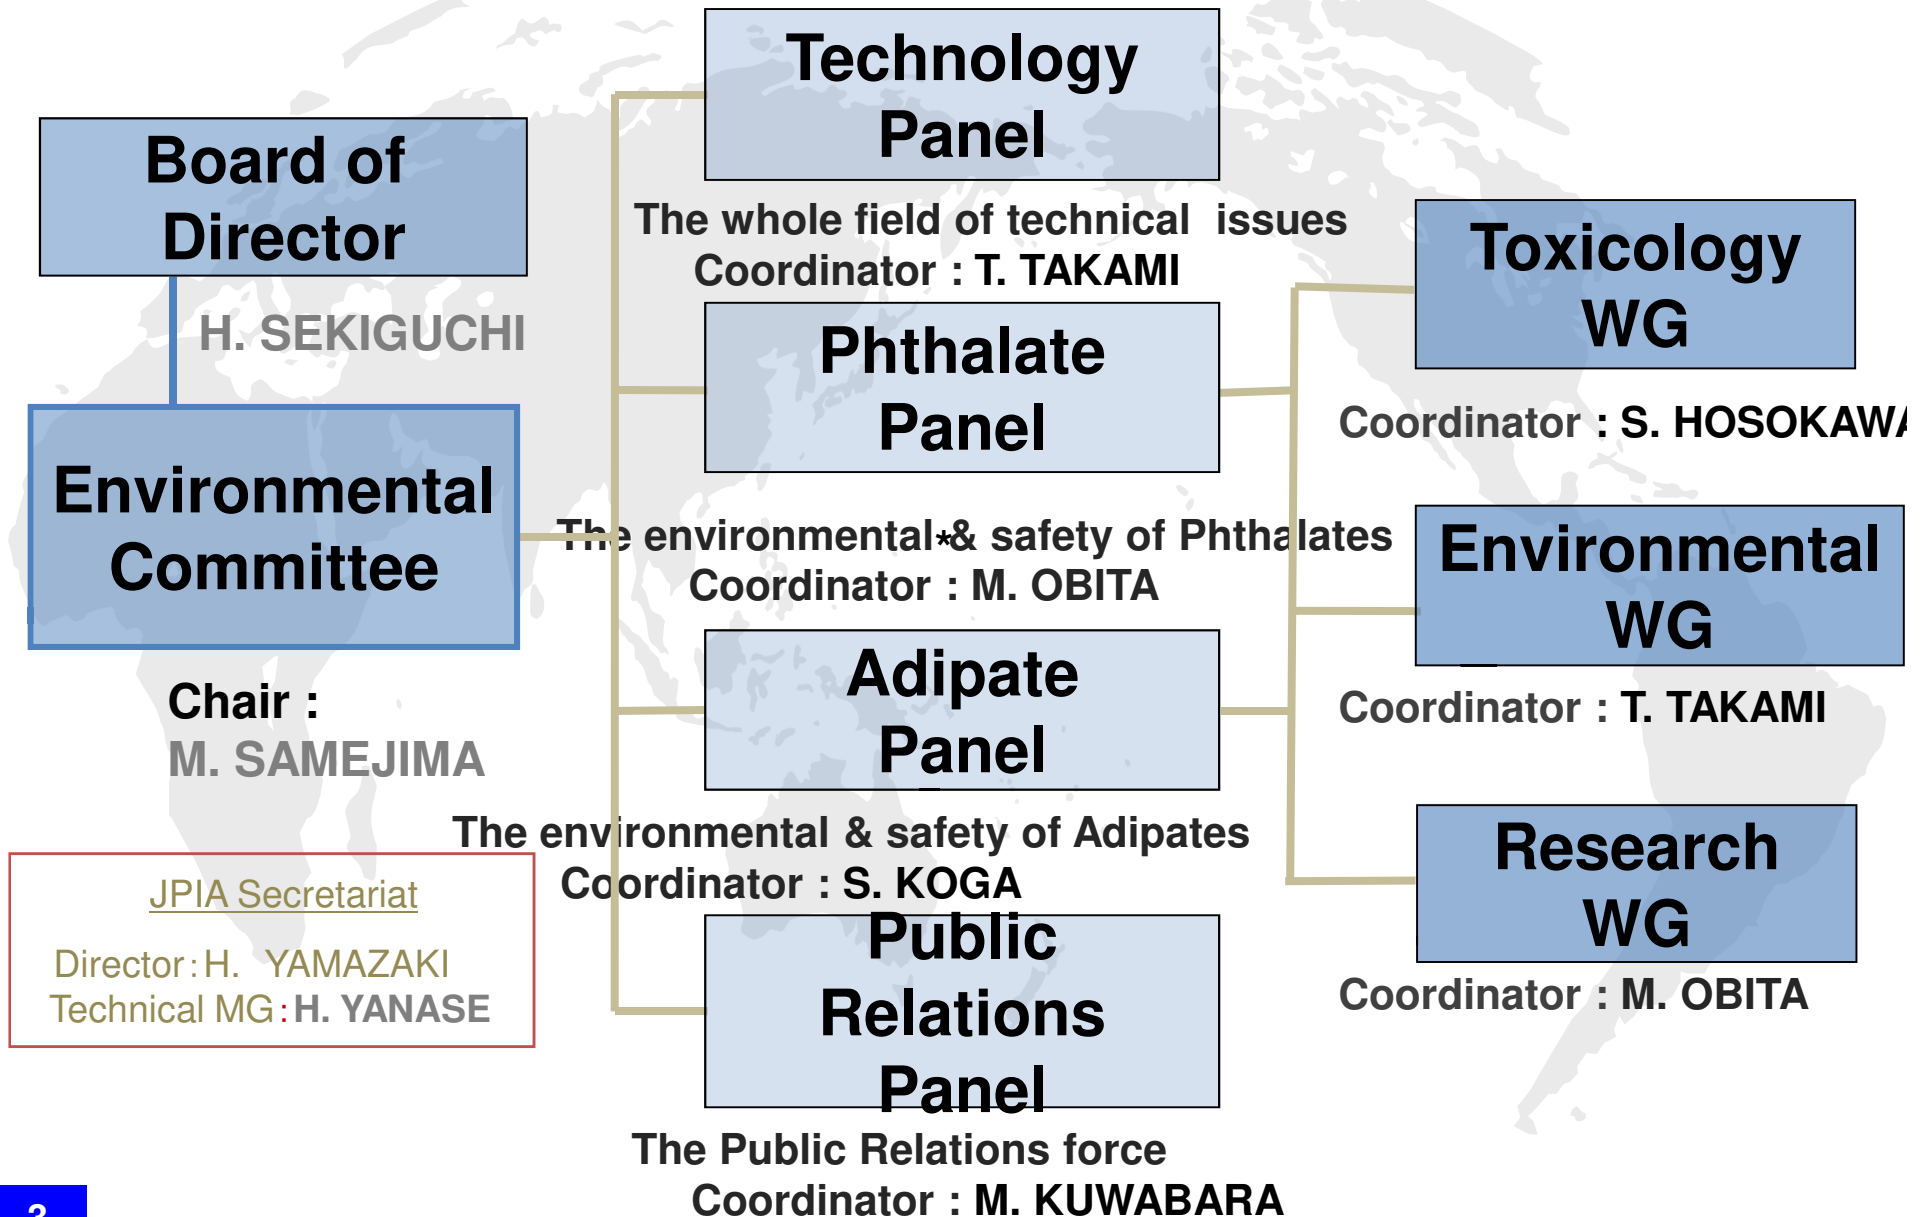 Board of
Director
H. SEKIGUCHI
Environmental
Committee
Chair :
M. SAMEJIMA
JPIA Secretariat
Director:H. YAMAZAKI
Technical MG:H. YANASE
Technology
Panel
The whole field of technical issues
Coordinator : T. TAKAMI
Phthalate
Panel
The environmental*& safety of Phthalates
Coordinator : M. OBITA
Adipate
Panel
The environmental & safety of Adipates
Coordinator : S. KOGA
Public
Relations
Panel
The Public Relations force
Coordinator : M. KUWABARA
Toxicology
WG
Coordinator : S. HOSOKAWA
Environmental
WG
Coordinator : T. TAKAMI
Research
WG
Coordinator : M. OBITA
3